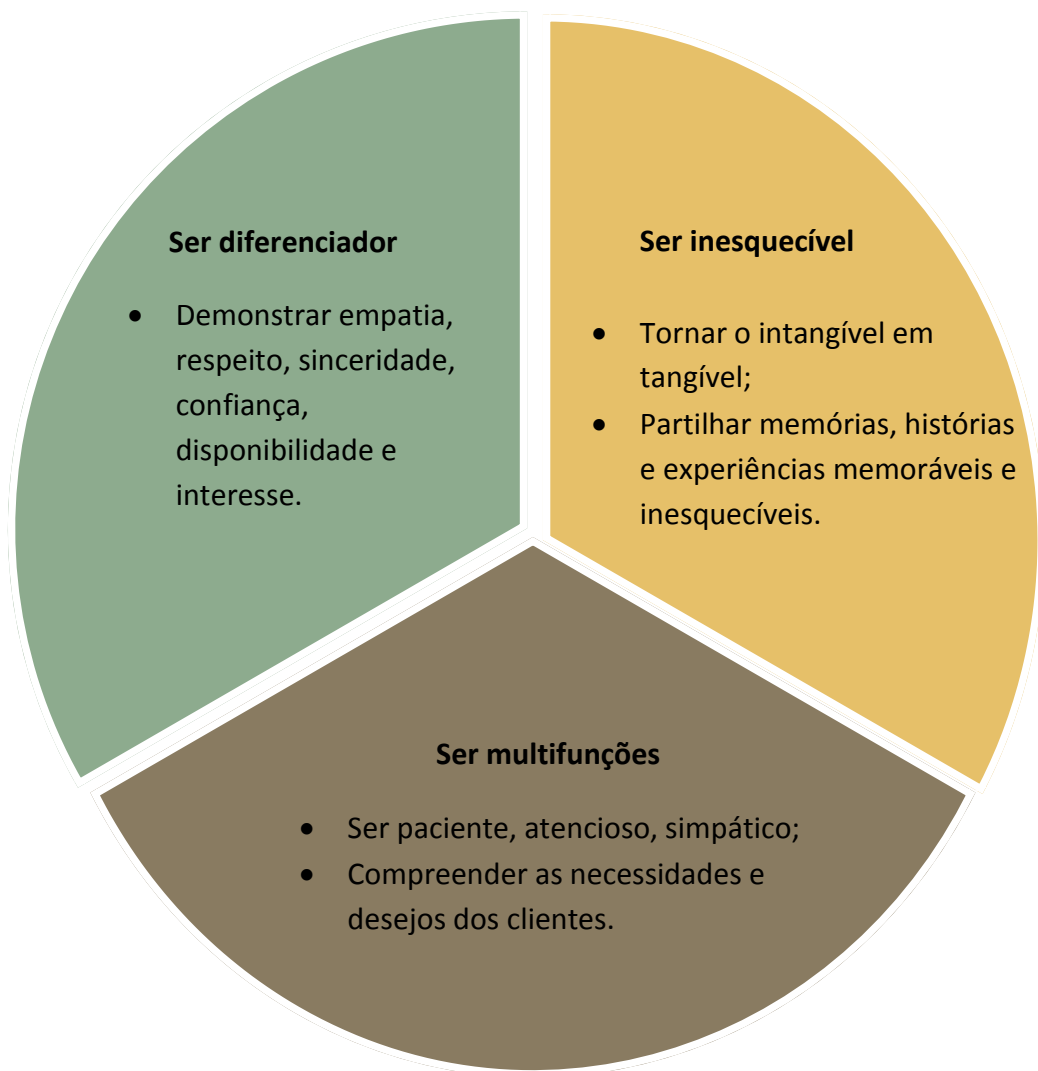 Ser diferenciador
• Demonstrar empatia,
respeito, sinceridade,
confiança,
disponibilidade e
interesse.
Ser inesquecível
• Tornar o intangível em
tangível;
• Partilhar memórias, histórias
e experiências memoráveis e
inesquecíveis.
Ser multifunções
• Ser paciente, atencioso, simpático;
• Compreender as necessidades e
desejos dos clientes.